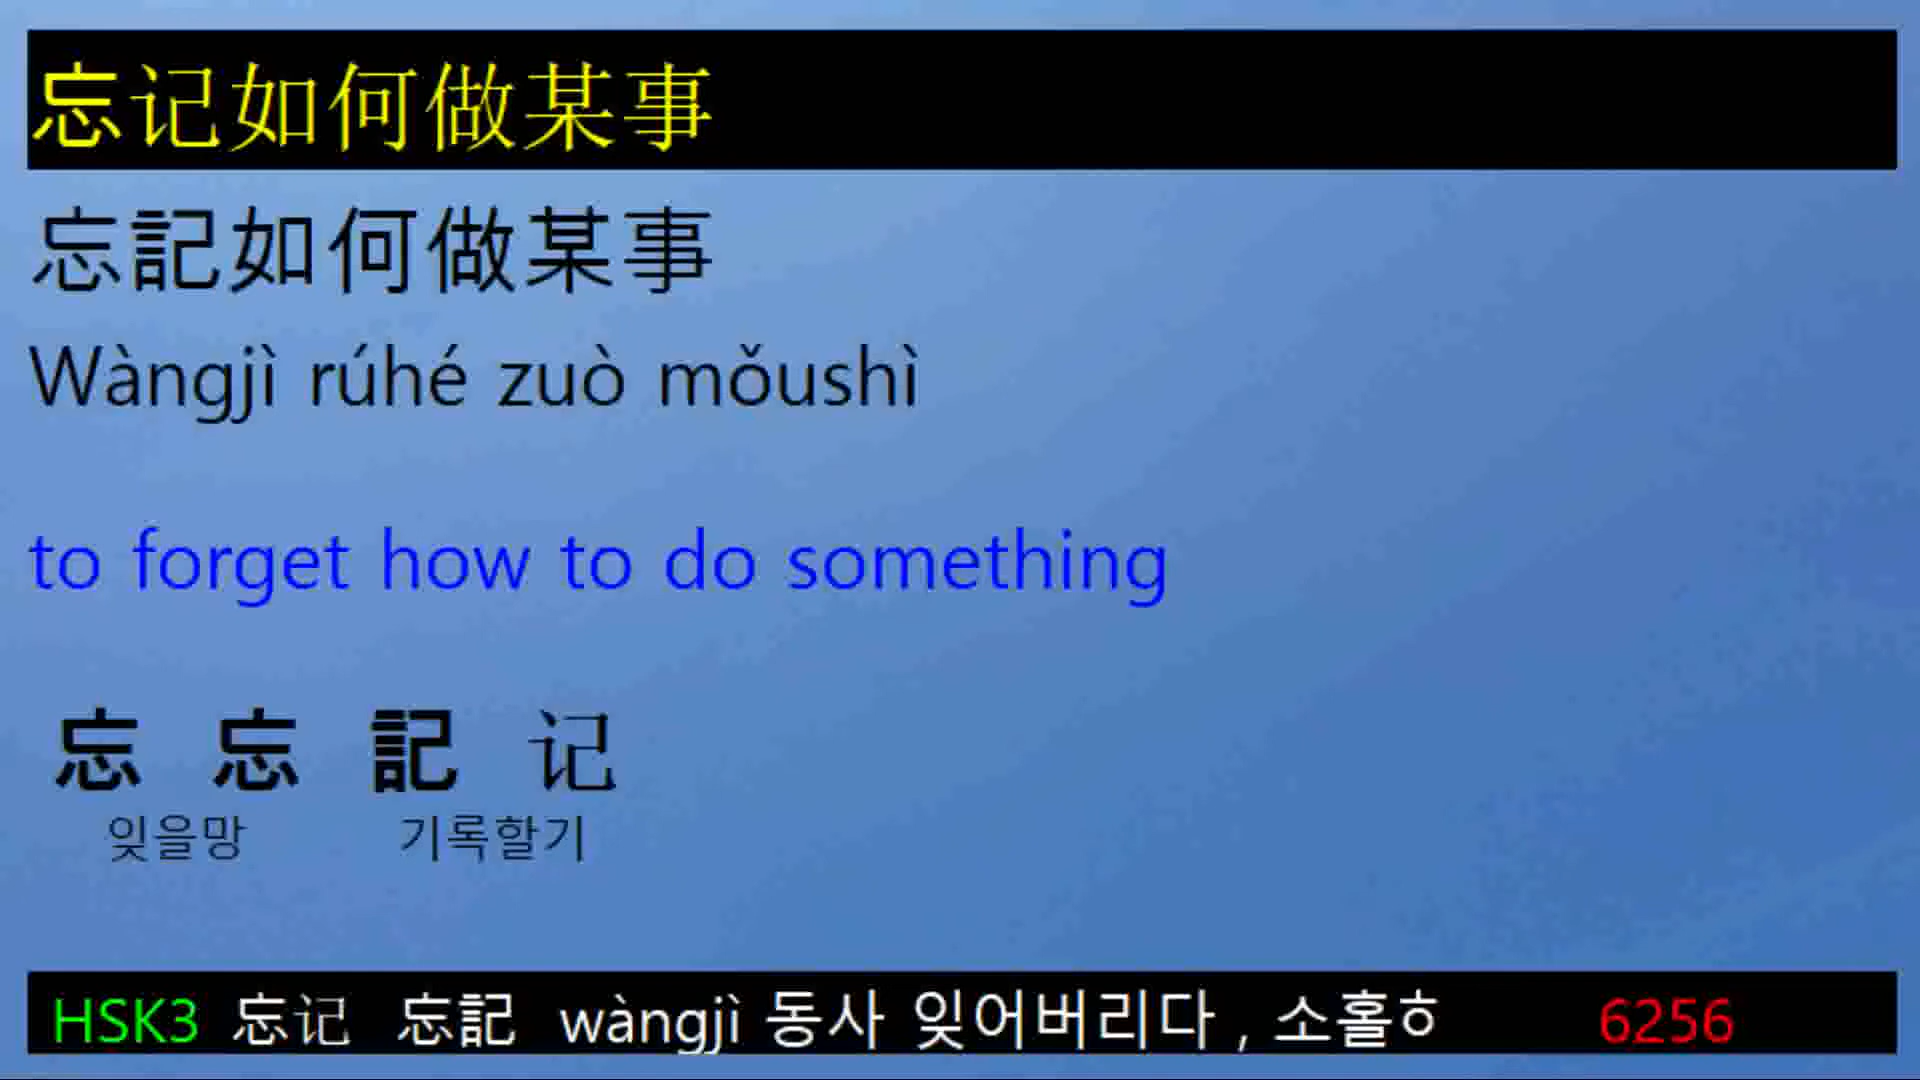 忘记如何做某事
忘記如何做某事
Wàngjì rúhé zuò mǒushì
to forget how to do something
忘 忘 記 记
잊을망 기록할기
HSK3 忘记 忘記 wàngjì 동사 잊어버리다 , 소홀ㅎ 6256